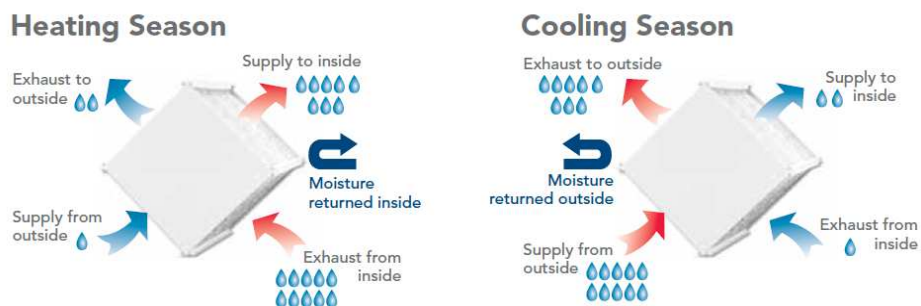 Heating Season
Exhaust to
outside
Supply to inside
Moisture
returned inside
Supply from
outside
Exhaust from
inside
Cooling Season
Exhaust to outside
Supply to
inside
Moisture
returned outside
Supply from
outside
Exhaust from
inside